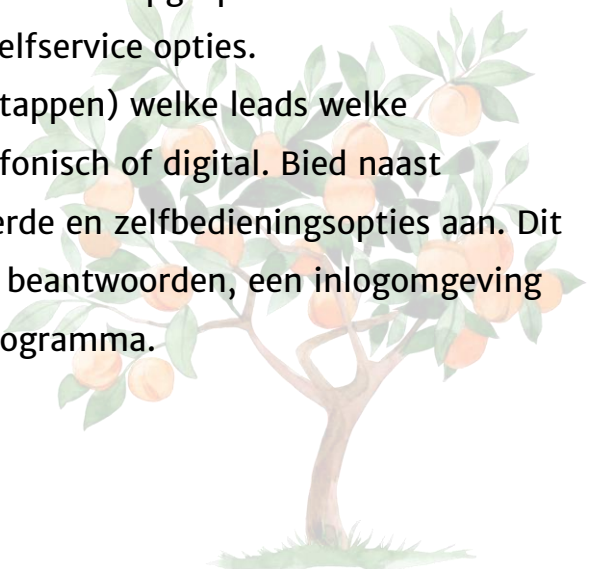 elfservice opties.
tappen) welke leads welke
fonisch of digital. Bied naast
erde en zelfbedieningsopties aan. Dit
beantwoorden, een inlogomgeving
ogramma.